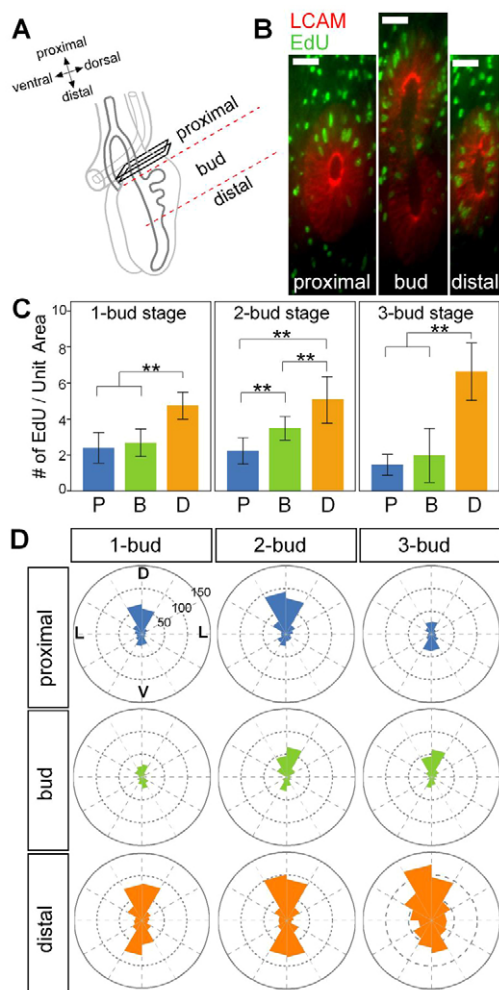 A
proximal
dorsal
ventral
distal
proximal
bud
distal
B
LCAM
EdU
proximal
bud
distal
C
# of EdU / Unit Area
10
8
6
4
2
0
1-bud stage
**
P B D
2-bud stage
**
**
**
P B D
3-bud stage
**
P B D
D
1-bud 2-bud 3-bud
proximal
D
150
100
50
L L
V
bud
distal